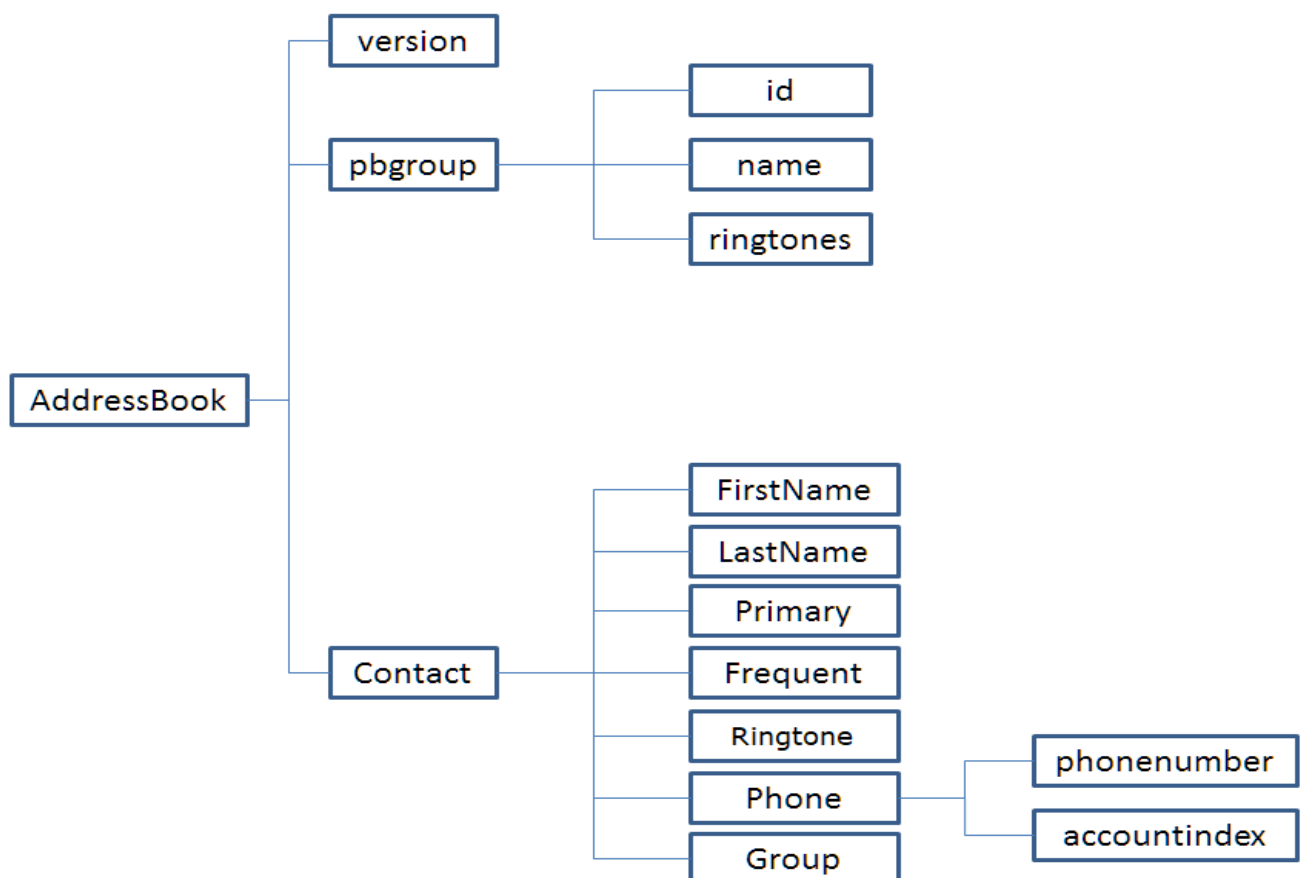 version
id
pbgroup
name
ringtones
AddressBook
FirstName
LastName
Primary
Contact
Frequent
Ringtone
phonenumber
Phone
accountindex
Group